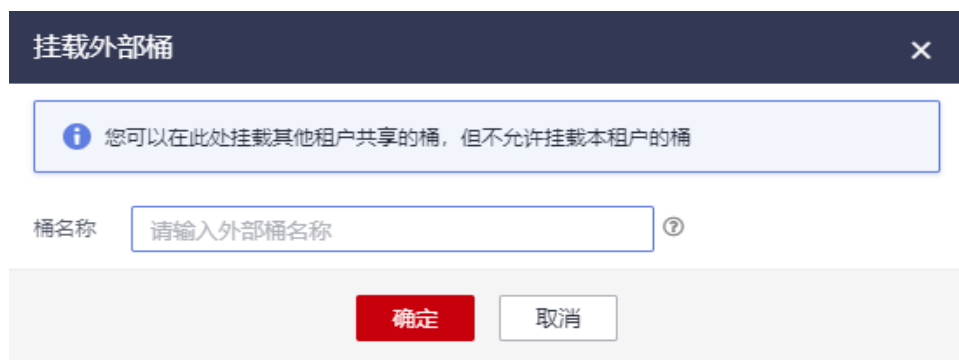 挂载外部桶
您可以在此处挂载其他租户共享的桶，但不允许挂载本租户的桶
桶名称 请输入外部桶名称
确定 取消